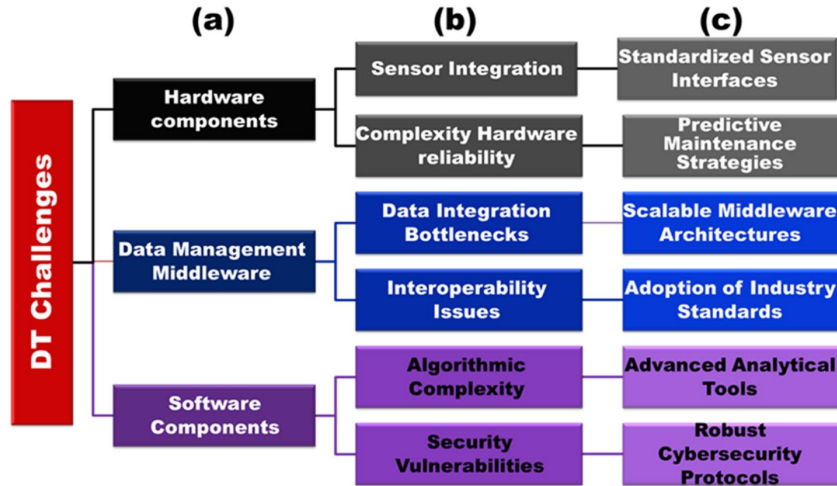 (a)
(b)
(c)
DT Challenges
Hardware
components
Sensor Integration
Standardized Sensor
Interfaces
Complexity Hardware
reliability
Predictive
Maintenance
Strategies
Data Management
Middleware
Data Integration
Bottlenecks
Scalable Middleware
Architectures
Interoperability
Issues
Adoption of Industry
Standards
Software
Components
Algorithmic
Complexity
Advanced Analytical
Tools
Security
Vulnerabilities
Robust
Cybersecurity
Protocols